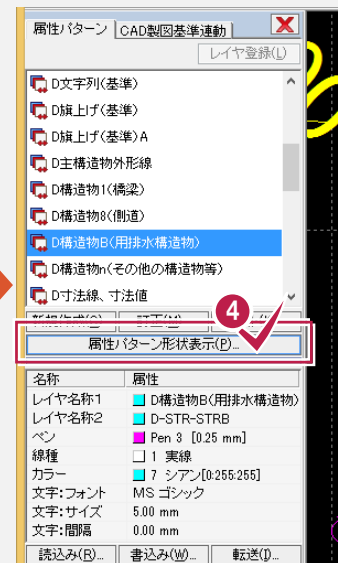 属性パターン CAD製図基準連動
レイヤ登録(L)
D文字列(基準)
D旗上げ(基準)
D旗上げ(基準)A
D主構造物外形線
D構造物1(橋梁)
D構造物8(側道)
D構造物B(用排水構造物)
D構造物n(その他の構造物等)
D寸法線、寸法値
4
属性パターン形状表示(P)...
名称 属性
レイヤ名称1 D構造物B(用排水構造物)
レイヤ名称2 D-STR-STRB
ペン Pen 3 [0.25 mm]
線種 1 実線
カラー 7 シアン[0:255:255]
文字:フォント MS ゴシック
文字:サイズ 5.00 mm
文字:間隔 0.00 mm
読込み(R)... 書込み(W)... 転送(I)...